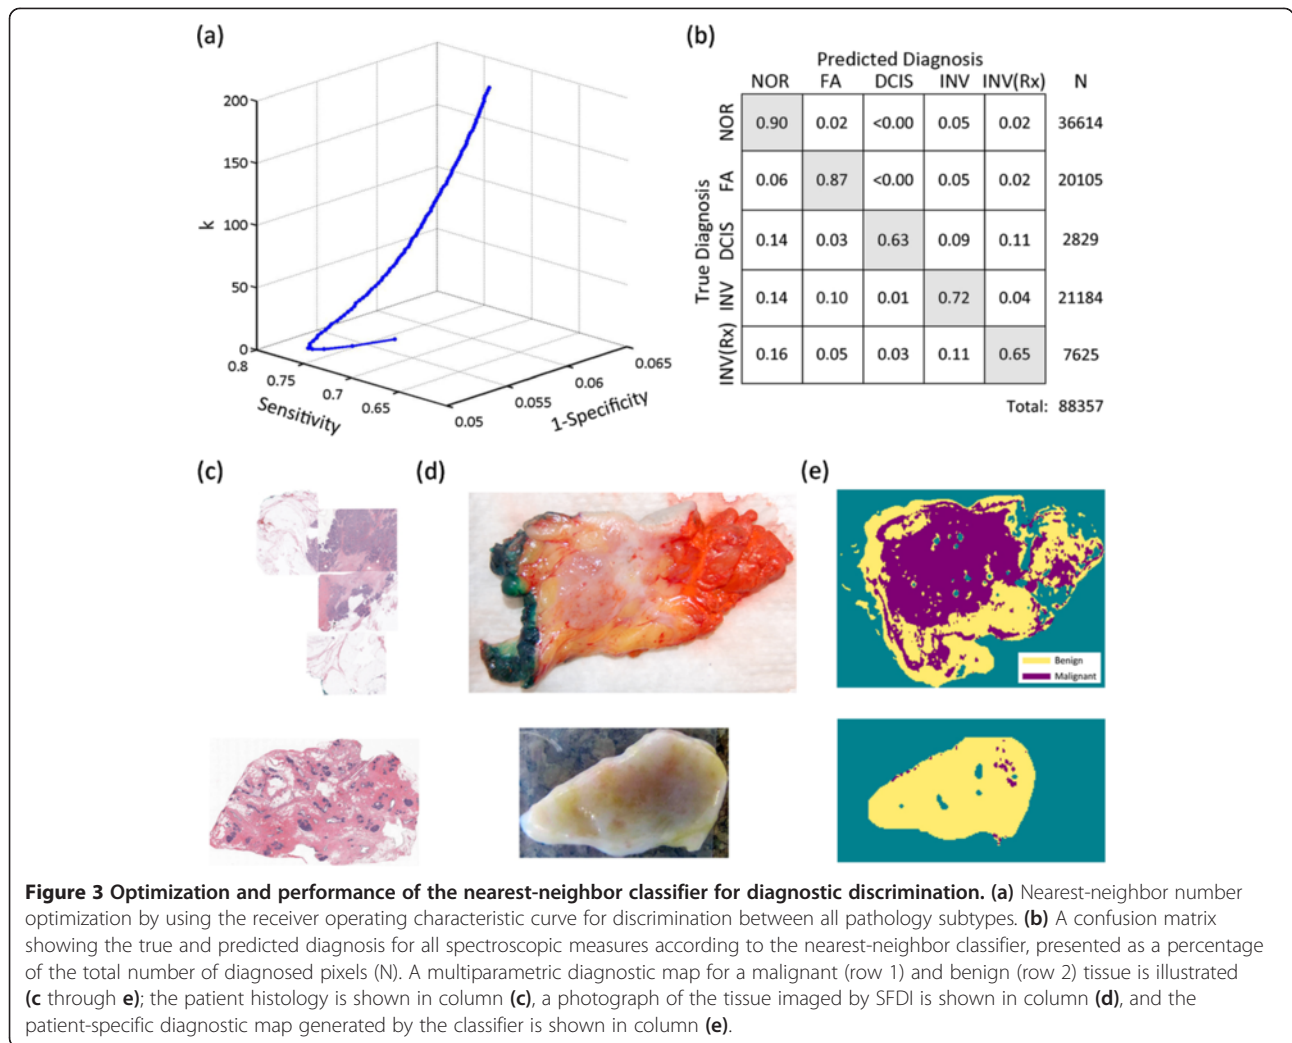 (a)
200
150
100
50
0
k
0.8
0.75
0.7
0.65
Sensitivity
0.05
0.055
0.06
0.065
1-Specificity
(b)
Predicted Diagnosis
NOR FA DCIS INV INV(Rx) N
True Diagnosis
NOR 0.90 0.02 <0.00 0.05 0.02 36614
FA 0.06 0.87 <0.00 0.05 0.02 20105
DCIS 0.14 0.03 0.63 0.09 0.11 2829
INV 0.14 0.10 0.01 0.72 0.04 21184
INV(Rx) 0.16 0.05 0.03 0.11 0.65 7625
Total: 88357
(c)
(d)
(e)
Benign
Malignant
Figure 3 Optimization and performance of the nearest-neighbor classifier for diagnostic discrimination. (a) Nearest-neighbor number
optimization by using the receiver operating characteristic curve for discrimination between all pathology subtypes. (b) A confusion matrix
showing the true and predicted diagnosis for all spectroscopic measures according to the nearest-neighbor classifier, presented as a percentage
of the total number of diagnosed pixels (N). A multiparametric diagnostic map for a malignant (row 1) and benign (row 2) tissue is illustrated
(c through e); the patient histology is shown in column (c), a photograph of the tissue imaged by SFDI is shown in column (d), and the
patient-specific diagnostic map generated by the classifier is shown in column (e).